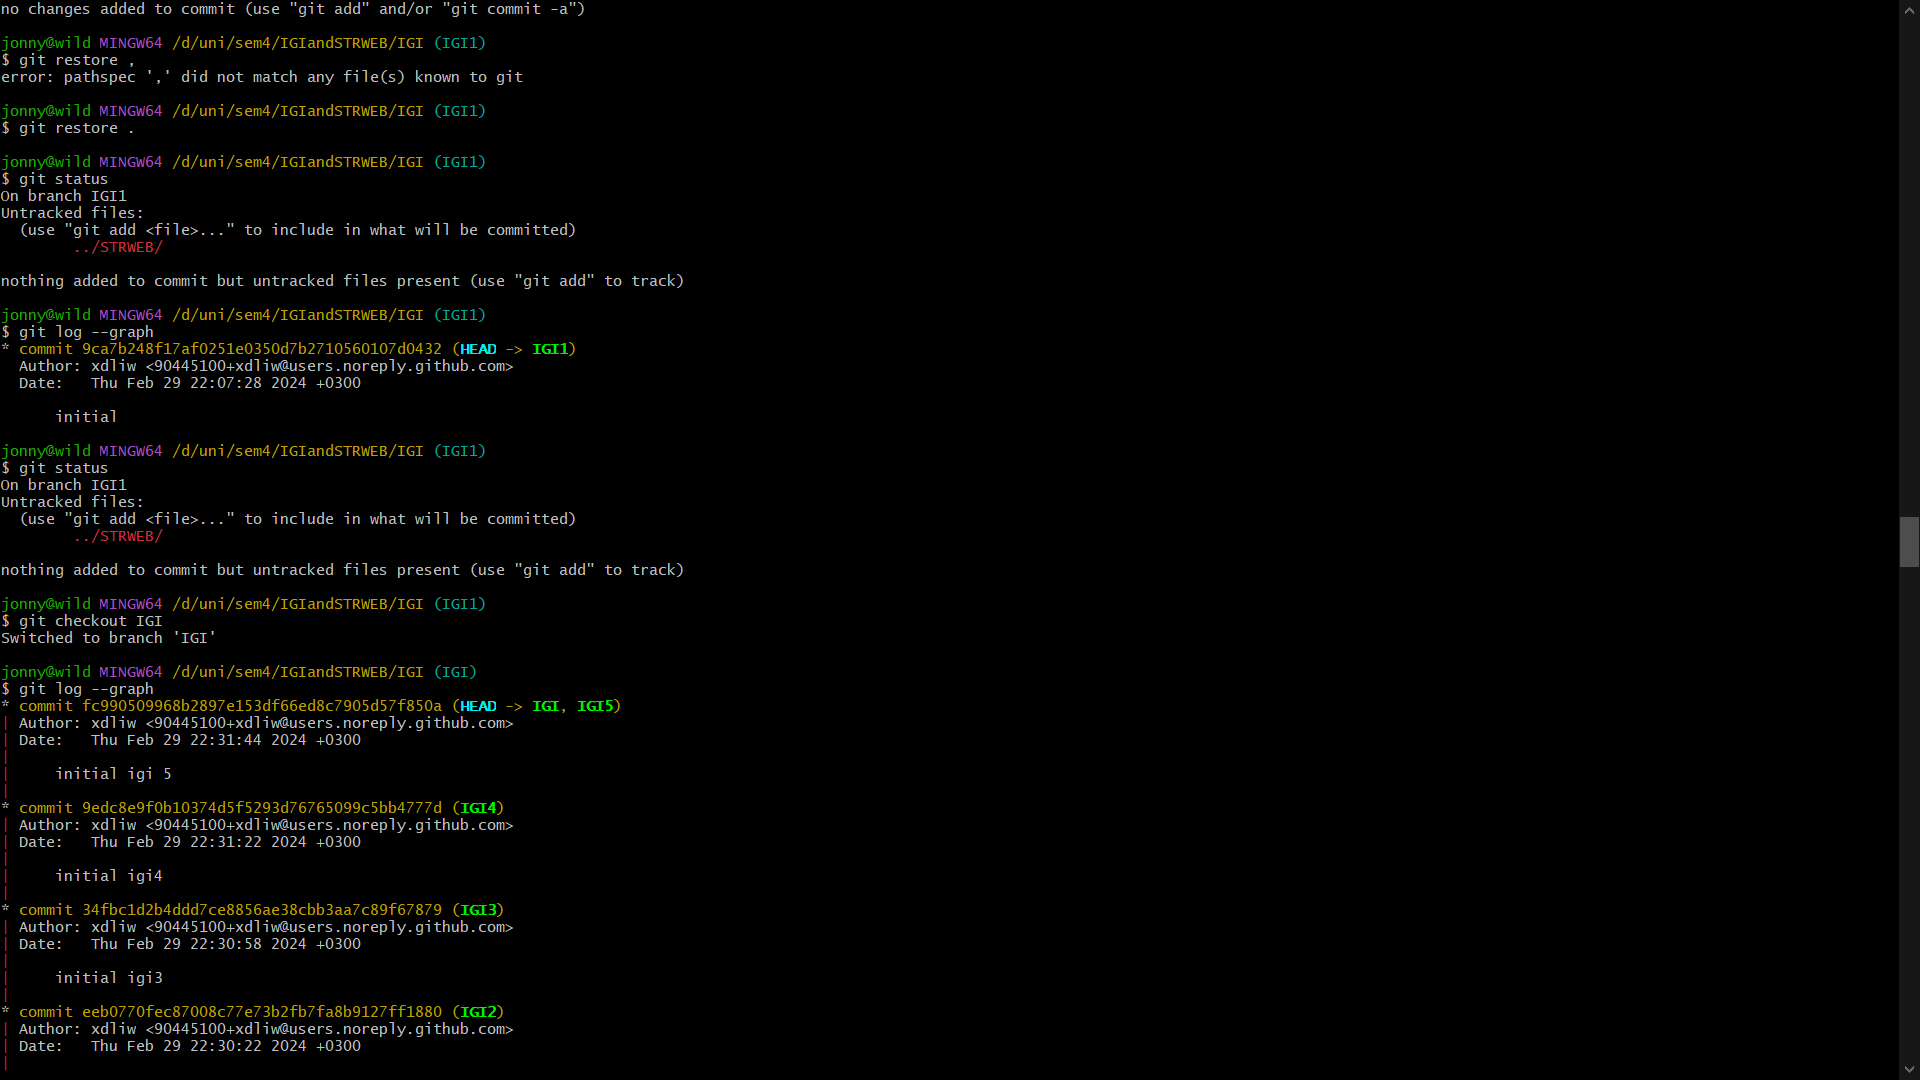 no changes added to commit (use "git add" and/or "git commit -a")
jonny@wild MINGW64 /d/uni/sem4/IGIandSTRWEB/IGI (IGI1)
$ git restore ,
error: pathspec ',' did not match any file(s) known to git
jonny@wild MINGW64 /d/uni/sem4/IGIandSTRWEB/IGI (IGI1)
$ git restore .
jonny@wild MINGW64 /d/uni/sem4/IGIandSTRWEB/IGI (IGI1)
$ git status
On branch IGI1
Untracked files:
  (use "git add <file>..." to include in what will be committed)
        ../STRWEB/
nothing added to commit but untracked files present (use "git add" to track)
jonny@wild MINGW64 /d/uni/sem4/IGIandSTRWEB/IGI (IGI1)
$ git log --graph
* commit 9ca7b248f17af0251e0350d7b2710560107d0432 (HEAD -> IGI1)
  Author: xdliw <90445100+xdliw@users.noreply.github.com>
  Date:   Thu Feb 29 22:07:28 2024 +0300
      initial
jonny@wild MINGW64 /d/uni/sem4/IGIandSTRWEB/IGI (IGI1)
$ git status
On branch IGI1
Untracked files:
  (use "git add <file>..." to include in what will be committed)
        ../STRWEB/
nothing added to commit but untracked files present (use "git add" to track)
jonny@wild MINGW64 /d/uni/sem4/IGIandSTRWEB/IGI (IGI1)
$ git checkout IGI
Switched to branch 'IGI'
jonny@wild MINGW64 /d/uni/sem4/IGIandSTRWEB/IGI (IGI)
$ git log --graph
* commit fc990509968b2897e153df66ed8c7905d57f850a (HEAD -> IGI, IGI5)
| Author: xdliw <90445100+xdliw@users.noreply.github.com>
| Date:   Thu Feb 29 22:31:44 2024 +0300
|
|     initial igi 5
|
* commit 9edc8e9f0b10374d5f5293d76765099c5bb4777d (IGI4)
| Author: xdliw <90445100+xdliw@users.noreply.github.com>
| Date:   Thu Feb 29 22:31:22 2024 +0300
|
|     initial igi4
|
* commit 34fbc1d2b4ddd7ce8856ae38cbb3aa7c89f67879 (IGI3)
| Author: xdliw <90445100+xdliw@users.noreply.github.com>
| Date:   Thu Feb 29 22:30:58 2024 +0300
|
|     initial igi3
|
* commit eeb0770fec87008c77e73b2fb7fa8b9127ff1880 (IGI2)
| Author: xdliw <90445100+xdliw@users.noreply.github.com>
| Date:   Thu Feb 29 22:30:22 2024 +0300
|